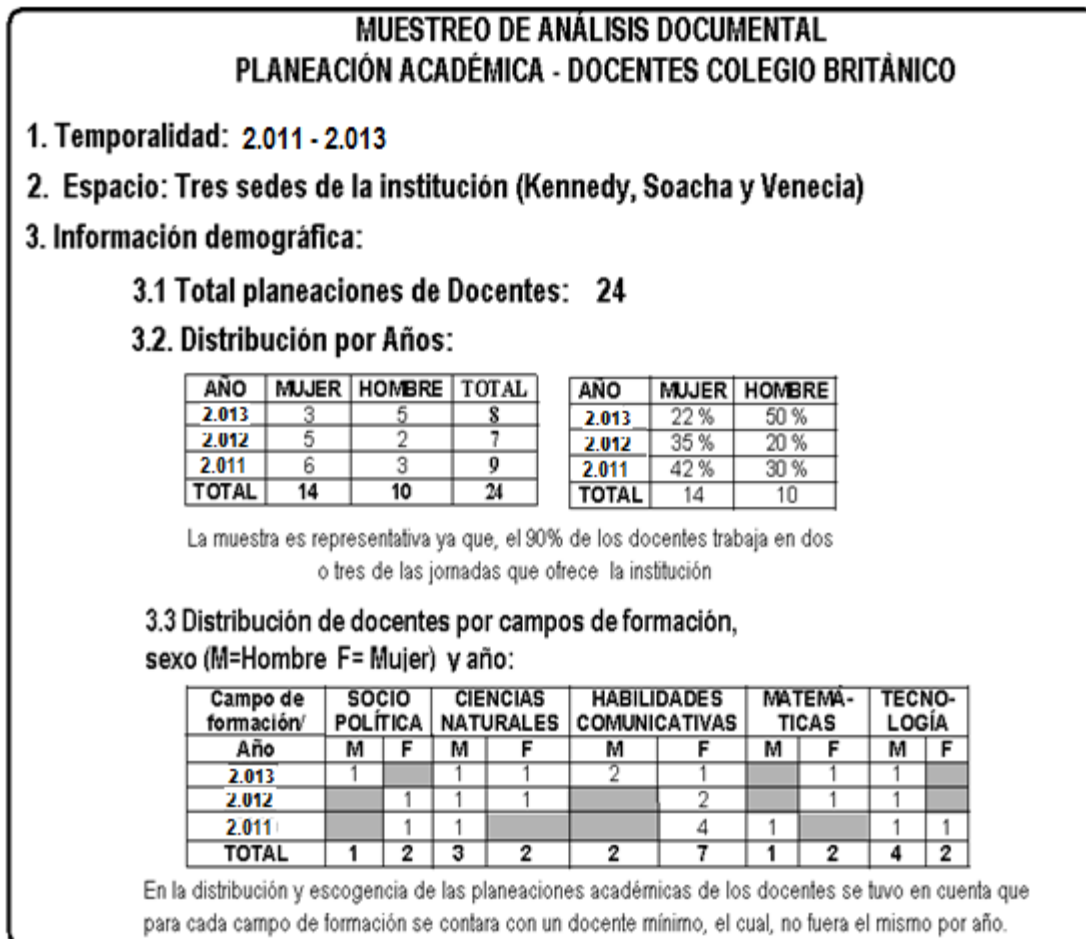 MUESTREO DE ANÁLISIS DOCUMENTAL
PLANEACIÓN ACADÉMICA - DOCENTES COLEGIO BRITÀNICO
1. Temporalidad: 2.011 - 2.013
2. Espacio: Tres sedes de la institución (Kennedy, Soacha y Venecia)
3. Información demográfica:
3.1 Total planeaciones de Docentes: 24
3.2. Distribución por Años:
AÑO MUJER HOMBRE TOTAL
2.013 3 5 8
2.012 5 2 7
2.011 6 3 9
TOTAL 14 10 24
AÑO MUJER HOMBRE
2.013 22 % 50 %
2.012 35 % 20 %
2.011 42 % 30 %
TOTAL 14 10
La muestra es representativa ya que, el 90% de los docentes trabaja en dos
o tres de las jornadas que ofrece la institución
3.3 Distribución de docentes por campos de formación,
sexo (M=Hombre F= Mujer) y año:
Campo de SOCIO CIENCIAS HABILIDADES MATEMÁ- TECNO-
formación/ POLÍTICA NATURALES COMUNICATIVAS TICAS LOGÍA
Año M F M F M F M F M F
2.013 1 1 1 2 1 1 1
2.012 1 1 1 2 1 1
2.011 1 1 4 1 1 1
TOTAL 1 2 3 2 2 7 1 2 4 2
En la distribución y escogencia de las planeaciones académicas de los docentes se tuvo en cuenta que
para cada campo de formación se contara con un docente mínimo, el cual, no fuera el mismo por año.